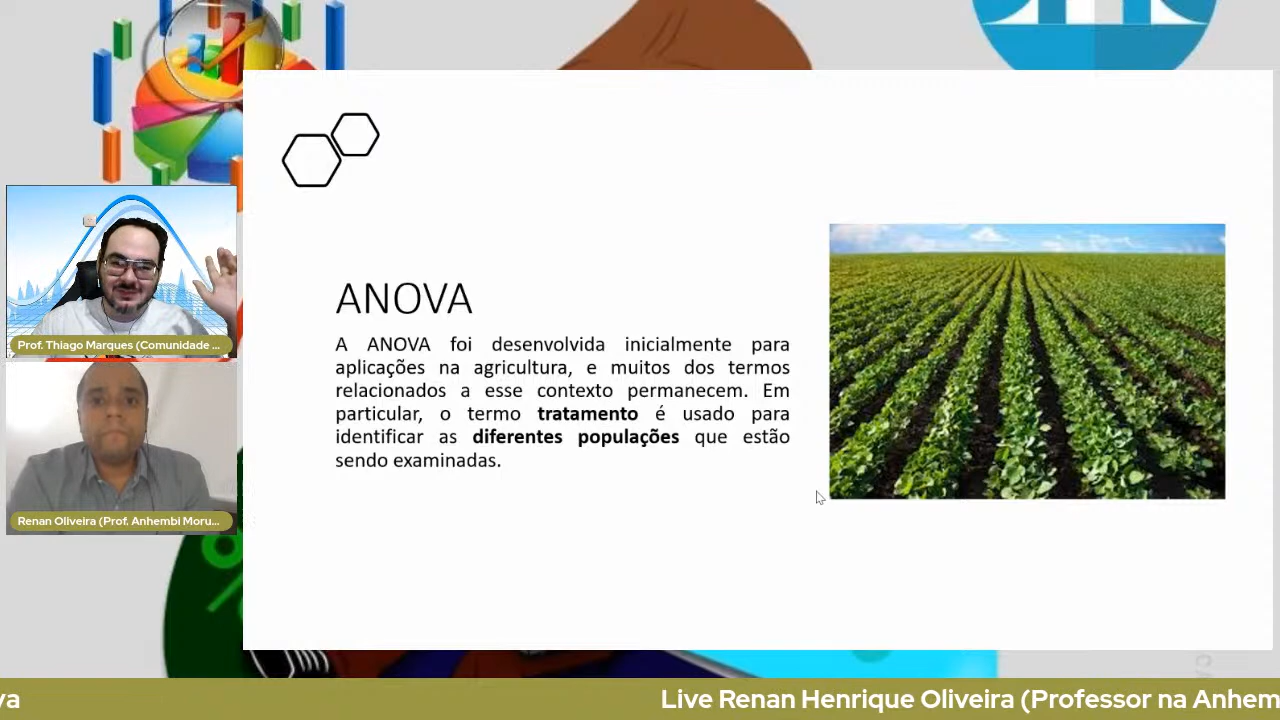 ANOVA
A ANOVA foi desenvolvida inicialmente para
aplicações na agricultura, e muitos dos termos
relacionados a esse contexto permanecem. Em
particular, o termo tratamento é usado para
identificar as diferentes populações que estão
sendo examinadas.
Prof. Thiago Marques (Comunidade ...
Renan Oliveira (Prof. Anhembi Moru...
va
Live Renan Henrique Oliveira (Professor na Anhem